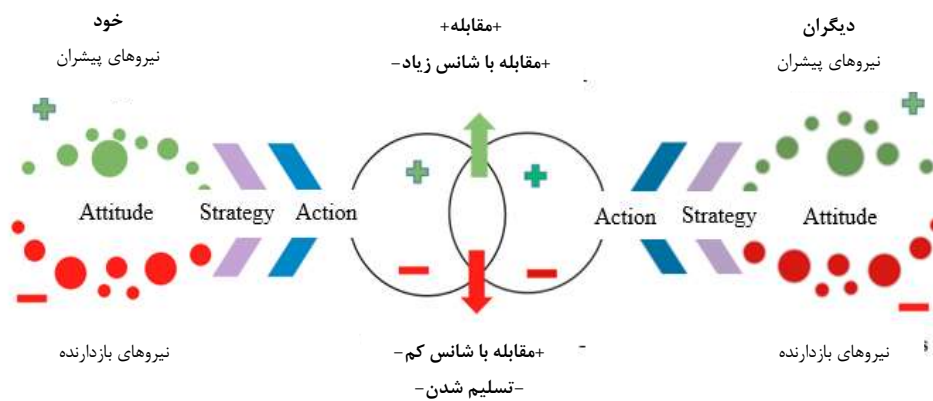 خود
نیروهای پیشران
+مقابله+
+مقابله با شانس زیاد–
دیگران
نیروهای پیشران
Attitude Strategy Action
Action Strategy Attitude
نیروهای بازدارنده
+مقابله با شانس کم–
–تسلیم شدن–
نیروهای بازدارنده
s